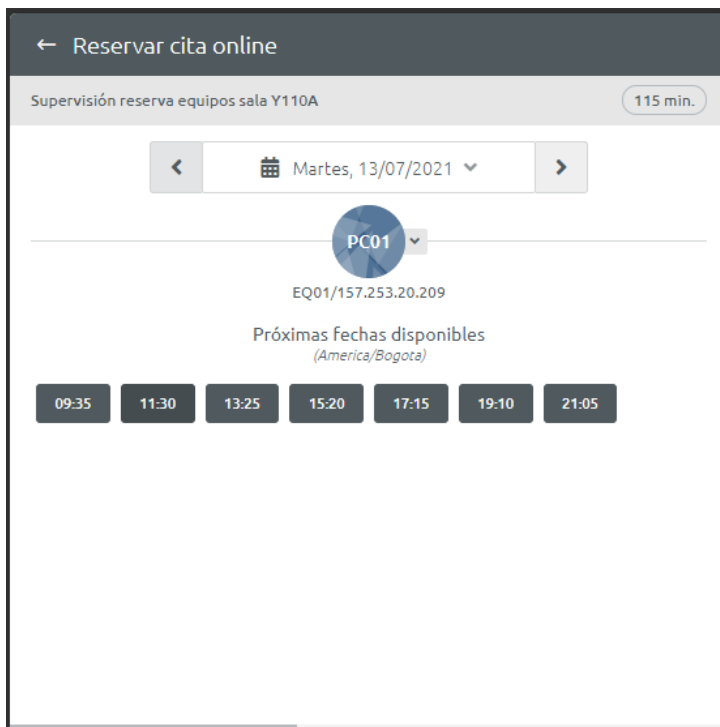 ← Reservar cita online
Supervisión reserva equipos sala Y110A 115 min.
Martes, 13/07/2021
PC01
EQ01/157.253.20.209
Próximas fechas disponibles
(America/Bogota)
09:35 11:30 13:25 15:20 17:15 19:10 21:05